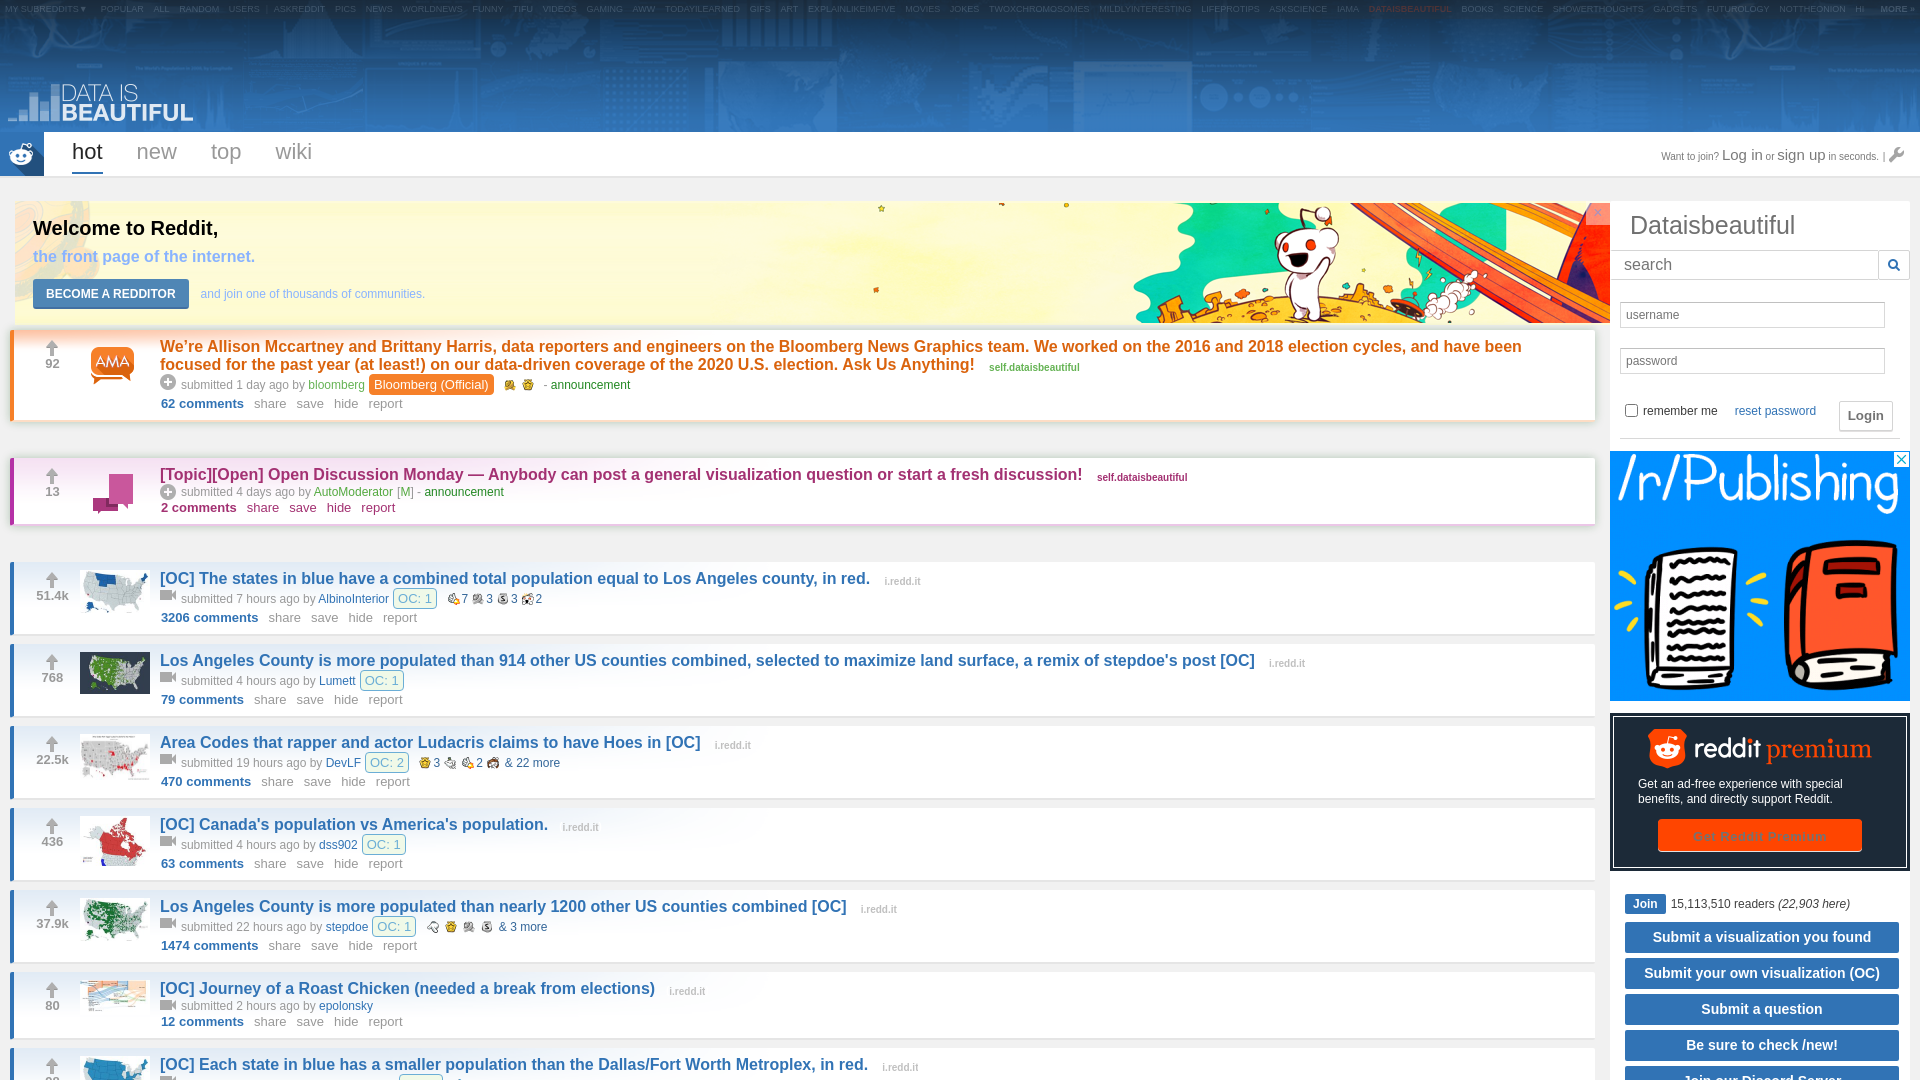 MY SUBREDDITS POPULAR ALL RANDOM USERS | ASKREDDIT PICS NEWS WORLDNEWS FUNNY TIFU VIDEOS GAMING AWW TODAYILEARNED GIFS ART EXPLAINLIKEIMFIVE MOVIES JOKES TWOXCHROMOSOMES MILDLYINTERESTING LIFEPROTIPS ASKSCIENCE IAMA DATAISBEAUTIFUL BOOKS SCIENCE SHOWERTHOUGHTS GADGETS FUTUROLOGY NOTTHEONION HI MORE »
DATA IS
BEAUTIFUL
hot new top wiki
Want to join? Log in or sign up in seconds. |
Welcome to Reddit,
the front page of the internet.
BECOME A REDDITOR and join one of thousands of communities.
×
92
AMA
We’re Allison Mccartney and Brittany Harris, data reporters and engineers on the Bloomberg News Graphics team. We worked on the 2016 and 2018 election cycles, and have been
focused for the past year (at least!) on our data-driven coverage of the 2020 U.S. election. Ask Us Anything! self.dataisbeautiful
submitted 1 day ago by bloomberg Bloomberg (Official) - announcement
62 comments share save hide report
13
[Topic][Open] Open Discussion Monday — Anybody can post a general visualization question or start a fresh discussion! self.dataisbeautiful
submitted 4 days ago by AutoModerator [M] - announcement
2 comments share save hide report
51.4k
[OC] The states in blue have a combined total population equal to Los Angeles county, in red. i.redd.it
submitted 7 hours ago by AlbinoInterior OC: 1 7 3 3 2
3206 comments share save hide report
768
Los Angeles County is more populated than 914 other US counties combined, selected to maximize land surface, a remix of stepdoe's post [OC] i.redd.it
submitted 4 hours ago by Lumett OC: 1
79 comments share save hide report
22.5k
Area Codes that rapper and actor Ludacris claims to have Hoes in [OC] i.redd.it
submitted 19 hours ago by DevLF OC: 2 3 2 & 22 more
470 comments share save hide report
436
[OC] Canada's population vs America's population. i.redd.it
submitted 4 hours ago by dss902 OC: 1
63 comments share save hide report
37.9k
Los Angeles County is more populated than nearly 1200 other US counties combined [OC] i.redd.it
submitted 22 hours ago by stepdoe OC: 1 & 3 more
1474 comments share save hide report
80
[OC] Journey of a Roast Chicken (needed a break from elections) i.redd.it
submitted 2 hours ago by epolonsky
12 comments share save hide report
[OC] Each state in blue has a smaller population than the Dallas/Fort Worth Metroplex, in red. i.redd.it
Dataisbeautiful
search
username
password
remember me reset password Login
/r/Publishing
reddit premium
Get an ad-free experience with special
benefits, and directly support Reddit.
Get Reddit Premium
Join 15,113,510 readers (22,903 here)
Submit a visualization you found
Submit your own visualization (OC)
Submit a question
Be sure to check /new!
Join our Discord Server